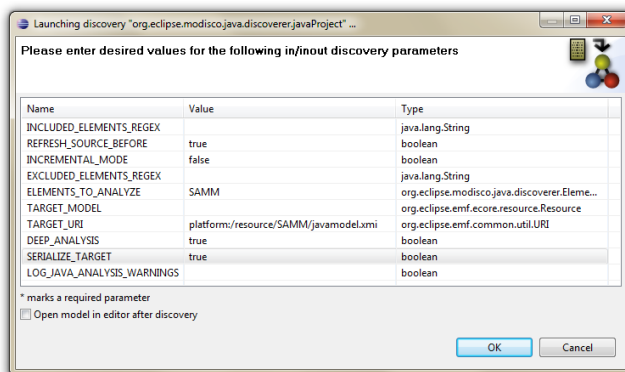 Launching discovery "org.eclipse.modisco.java.discoverer.javaProject" ...
Please enter desired values for the following in/inout discovery parameters
Name Value Type
INCLUDED_ELEMENTS_REGEX java.lang.String
REFRESH_SOURCE_BEFORE true boolean
INCREMENTAL_MODE false boolean
EXCLUDED_ELEMENTS_REGEX java.lang.String
ELEMENTS_TO_ANALYZE SAMM org.eclipse.modisco.java.discoverer.Eleme...
TARGET_MODEL org.eclipse.emf.ecore.resource.Resource
TARGET_URI platform:/resource/SAMM/javamodel.xmi org.eclipse.emf.common.util.URI
DEEP_ANALYSIS true boolean
SERIALIZE_TARGET true boolean
LOG_JAVA_ANALYSIS_WARNINGS boolean
* marks a required parameter
Open model in editor after discovery
OK Cancel